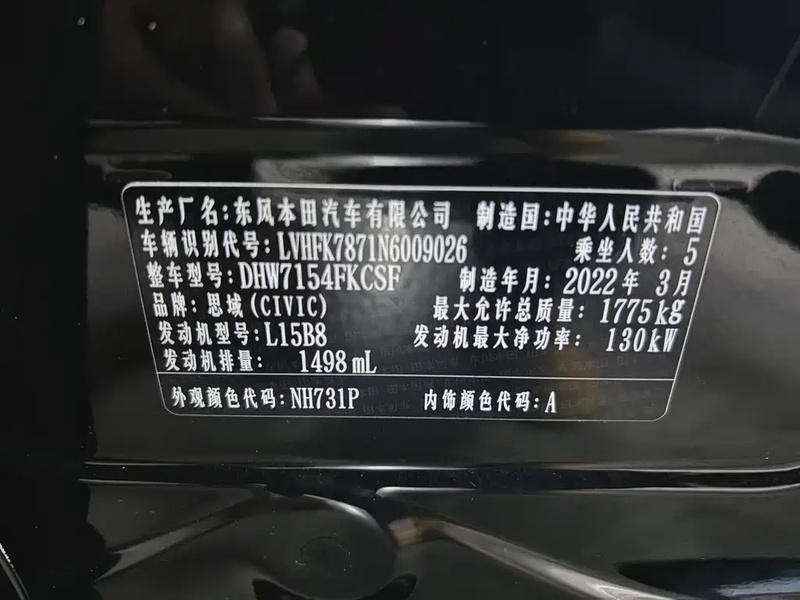 生产厂名:东风本田汽车有限公司 制造国:中华人民共和国
车辆识别代号:LVHFK7871N6009026 乘坐人数:5
整车型号:DHW7154FKCSF 制造年月:2022年3月
品牌:思域(CIVIC) 最大允许总质量:1775kg
发动机型号:L15B8 发动机最大净功率:130kW
发动机排量:1498mL
外观颜色代码:NH731P 内饰颜色代码:A